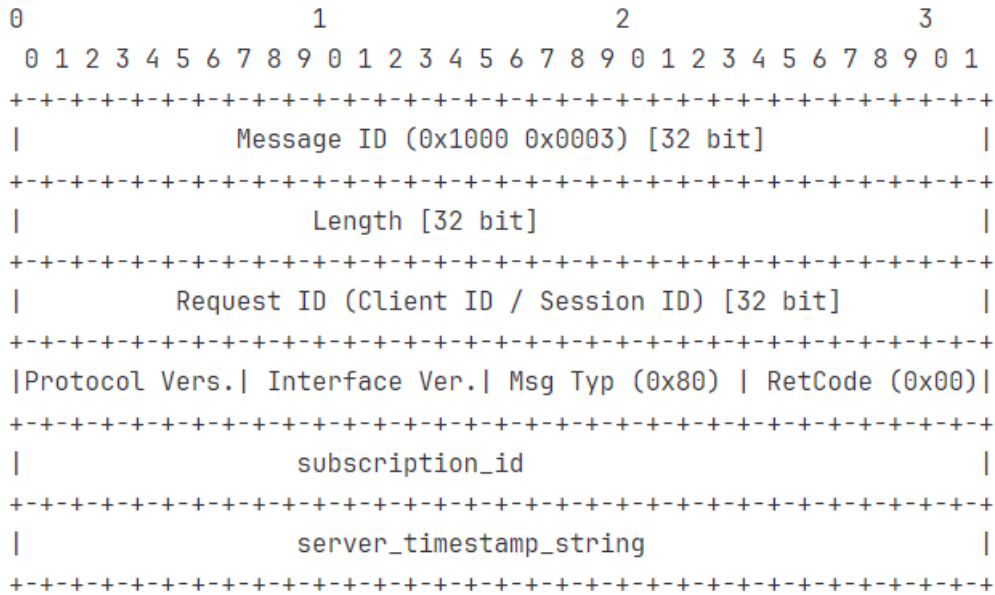 0                   1                   2                   3
 0 1 2 3 4 5 6 7 8 9 0 1 2 3 4 5 6 7 8 9 0 1 2 3 4 5 6 7 8 9 0 1
+-+-+-+-+-+-+-+-+-+-+-+-+-+-+-+-+-+-+-+-+-+-+-+-+-+-+-+-+-+-+-+-+
|              Message ID (0x1000 0x0003) [32 bit]              |
+-+-+-+-+-+-+-+-+-+-+-+-+-+-+-+-+-+-+-+-+-+-+-+-+-+-+-+-+-+-+-+-+
|                   Length [32 bit]                             |
+-+-+-+-+-+-+-+-+-+-+-+-+-+-+-+-+-+-+-+-+-+-+-+-+-+-+-+-+-+-+-+-+
|          Request ID (Client ID / Session ID) [32 bit]         |
+-+-+-+-+-+-+-+-+-+-+-+-+-+-+-+-+-+-+-+-+-+-+-+-+-+-+-+-+-+-+-+-+
|Protocol Vers.| Interface Ver.| Msg Typ (0x80) | RetCode (0x00)|
+-+-+-+-+-+-+-+-+-+-+-+-+-+-+-+-+-+-+-+-+-+-+-+-+-+-+-+-+-+-+-+-+
|                  subscription_id                              |
+-+-+-+-+-+-+-+-+-+-+-+-+-+-+-+-+-+-+-+-+-+-+-+-+-+-+-+-+-+-+-+-+
|                  server_timestamp_string                      |
+-+-+-+-+-+-+-+-+-+-+-+-+-+-+-+-+-+-+-+-+-+-+-+-+-+-+-+-+-+-+-+-+